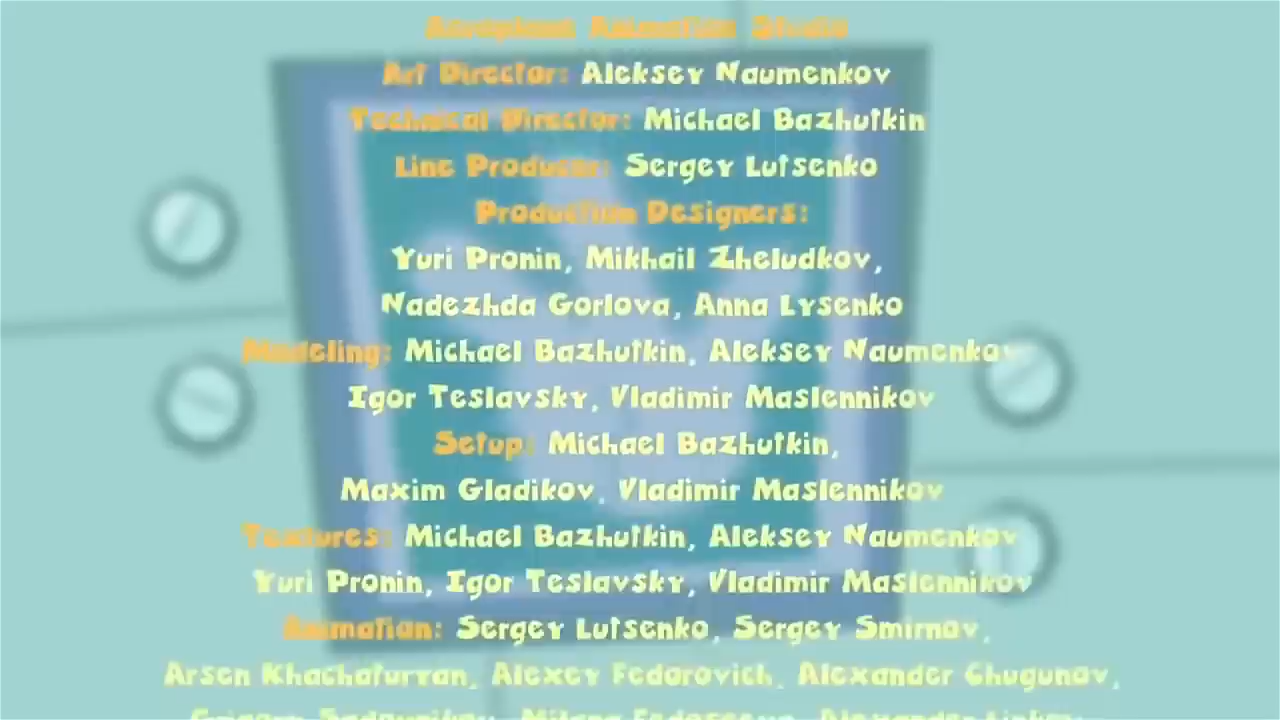 Aeroplane Animation Studio
Art Director: Aleksey Naumenkov
Technical Director: Michael Bazhutkin
Line Producer: Sergey Lutsenko
Production Designers:
Yuri Pronin, Mikhail Zheludkov,
Nadezhda Gorlova, Anna Lysenko
Modeling: Michael Bazhutkin, Aleksey Naumenkov
Igor Teslavsky, Vladimir Maslennikov
Setup: Michael Bazhutkin,
Maxim Gladikov, Vladimir Maslennikov
Textures: Michael Bazhutkin, Aleksey Naumenkov
Yuri Pronin, Igor Teslavsky, Vladimir Maslennikov
Animation: Sergey Lutsenko, Sergey Smirnov,
Arsen Khachaturyan, Alexey Fedorovich, Alexander Chugunov,